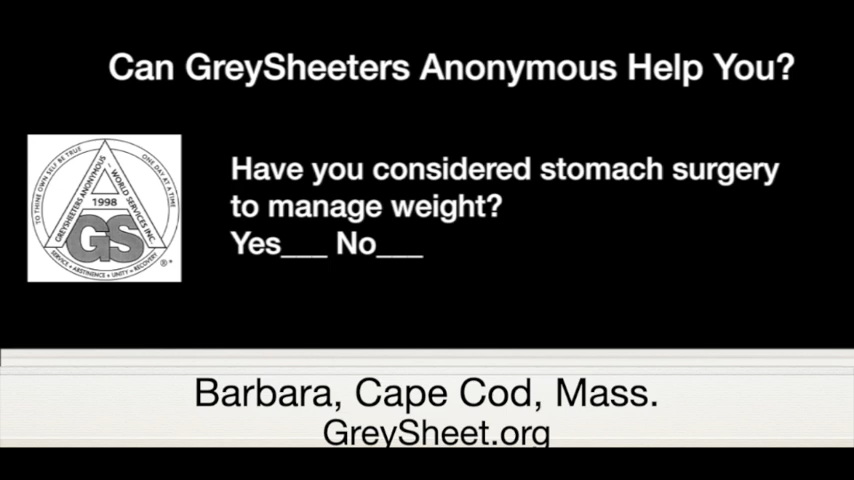 Can GreySheeters Anonymous Help You?
TO THINE OWN SELF BE TRUE
ONE DAY AT A TIME
GREYSHEETERS ANONYMOUS
WORLD SERVICES INC.
1998
GS
SERVICE • ABSTINENCE • UNITY • RECOVERY
®
Have you considered stomach surgery
to manage weight?
Yes___ No___
Barbara, Cape Cod, Mass.
GreySheet.org